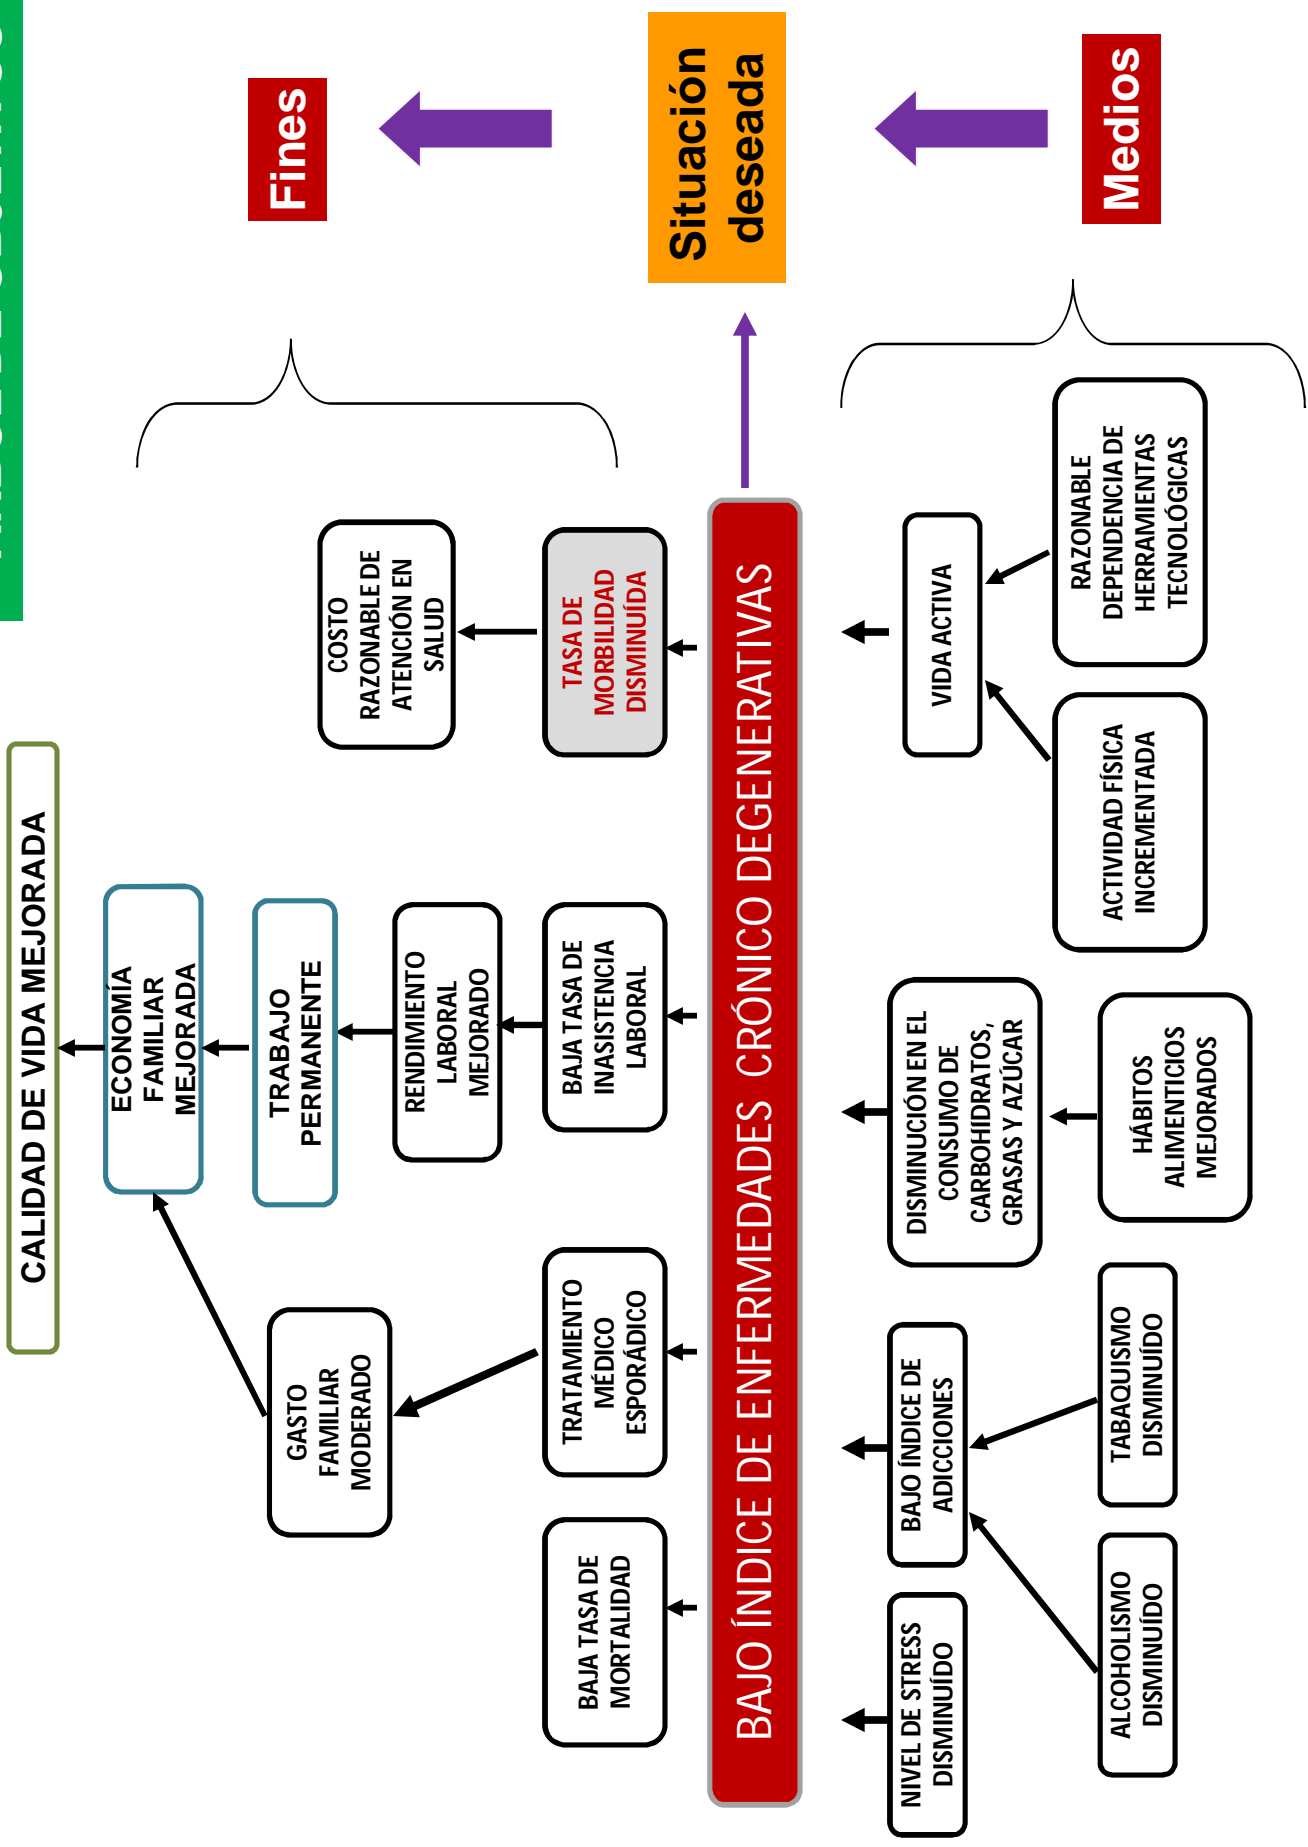 CALIDAD DE VIDA MEJORADA
ECONOMÍA
FAMILIAR
MEJORADA
TRABAJO
PERMANENTE
GASTO
FAMILIAR
MODERADO
RENDIMIENTO
LABORAL
MEJORADO
COSTO
RAZONABLE DE
ATENCIÓN EN
SALUD
Fines
BAJA TASA DE
MORTALIDAD
TRATAMIENTO
MÉDICO
ESPORÁDICO
BAJA TASA DE
INASISTENCIA
LABORAL
TASA DE
MORBILIDAD
DISMINUÍDA
BAJO ÍNDICE DE ENFERMEDADES CRÓNICO DEGENERATIVAS
Situación
deseada
NIVEL DE STRESS
DISMINUÍDO
BAJO ÍNDICE DE
ADICCIONES
DISMINUCIÓN EN EL
CONSUMO DE
CARBOHIDRATOS,
GRASAS Y AZÚCAR
VIDA ACTIVA
ALCOHOLISMO
DISMINUÍDO
TABAQUISMO
DISMINUÍDO
HÁBITOS
ALIMENTICIOS
MEJORADOS
ACTIVIDAD FÍSICA
INCREMENTADA
RAZONABLE
DEPENDENCIA DE
HERRAMIENTAS
TECNOLÓGICAS
Medios